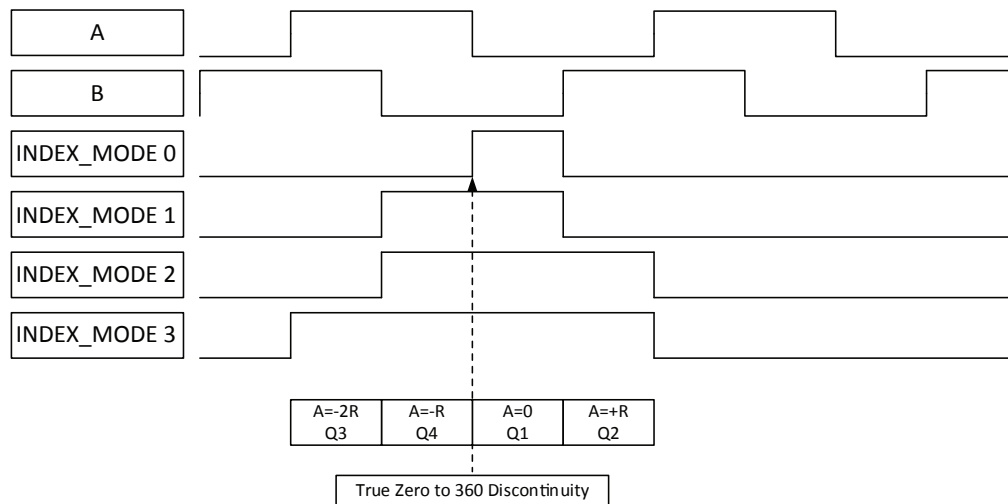 A
B
INDEX_MODE 0
INDEX_MODE 1
INDEX_MODE 2
INDEX_MODE 3
A=-2R A=-R A=0 A=+R
Q3 Q4 Q1 Q2
True Zero to 360 Discontinuity